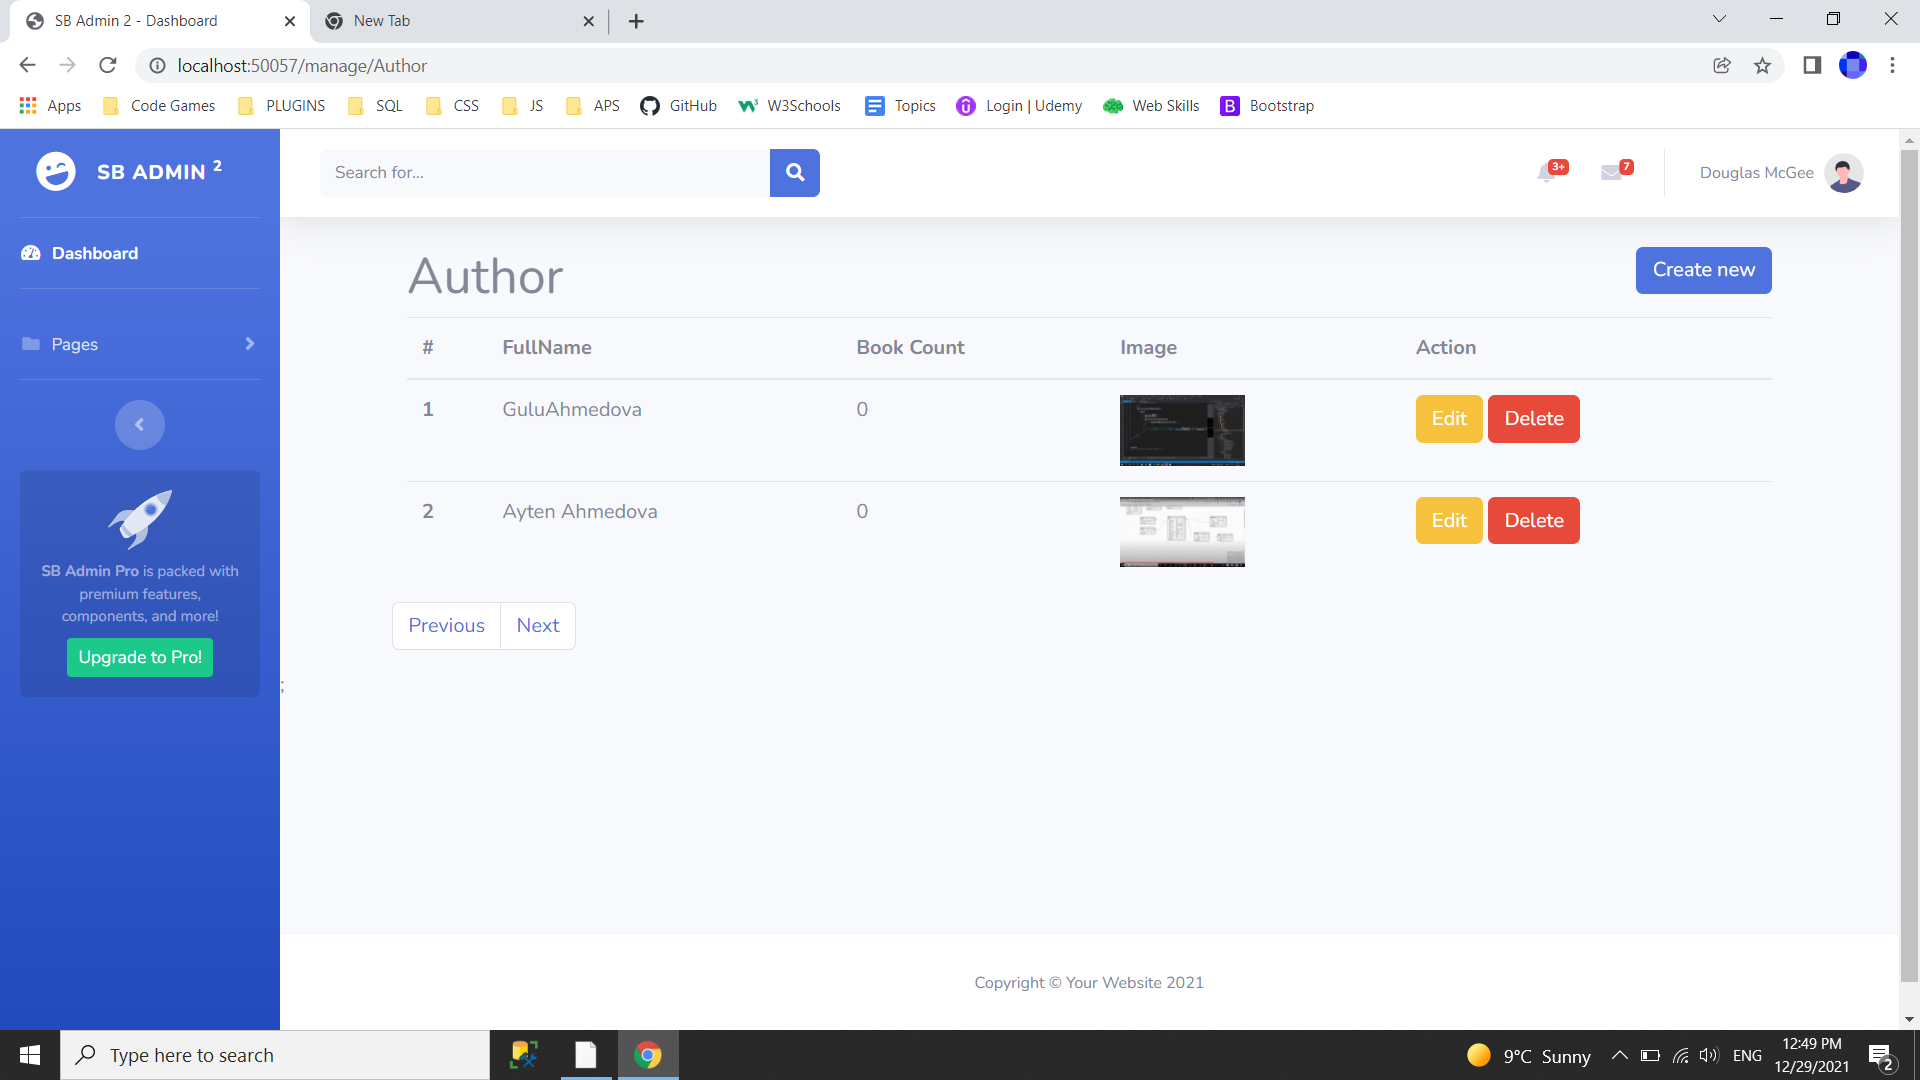 SB Admin 2 - Dashboard
New Tab
localhost:50057/manage/Author
Apps
Code Games
PLUGINS
SQL
CSS
JS
APS
GitHub
W3Schools
Topics
Login | Udemy
Web Skills
B
Bootstrap
SB ADMIN 2
Search for...
3+
7
Douglas McGee
Dashboard
Pages
SB Admin Pro is packed with
premium features,
components, and more!
Upgrade to Pro!
Author
Create new
# FullName Book Count Image Action
1 GuluAhmedova 0 Edit Delete
2 Ayten Ahmedova 0 Edit Delete
Previous Next
;
Copyright © Your Website 2021
Type here to search
9°C Sunny
ENG
12:49 PM
12/29/2021
2